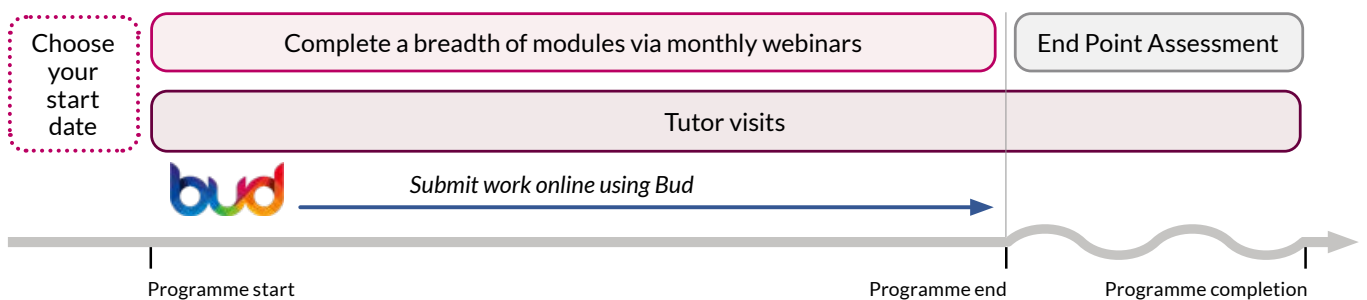 Choose
your
start
date
Complete a breadth of modules via monthly webinars
End Point Assessment
Tutor visits
bud
Submit work online using Bud
Programme start
Programme end
Programme completion